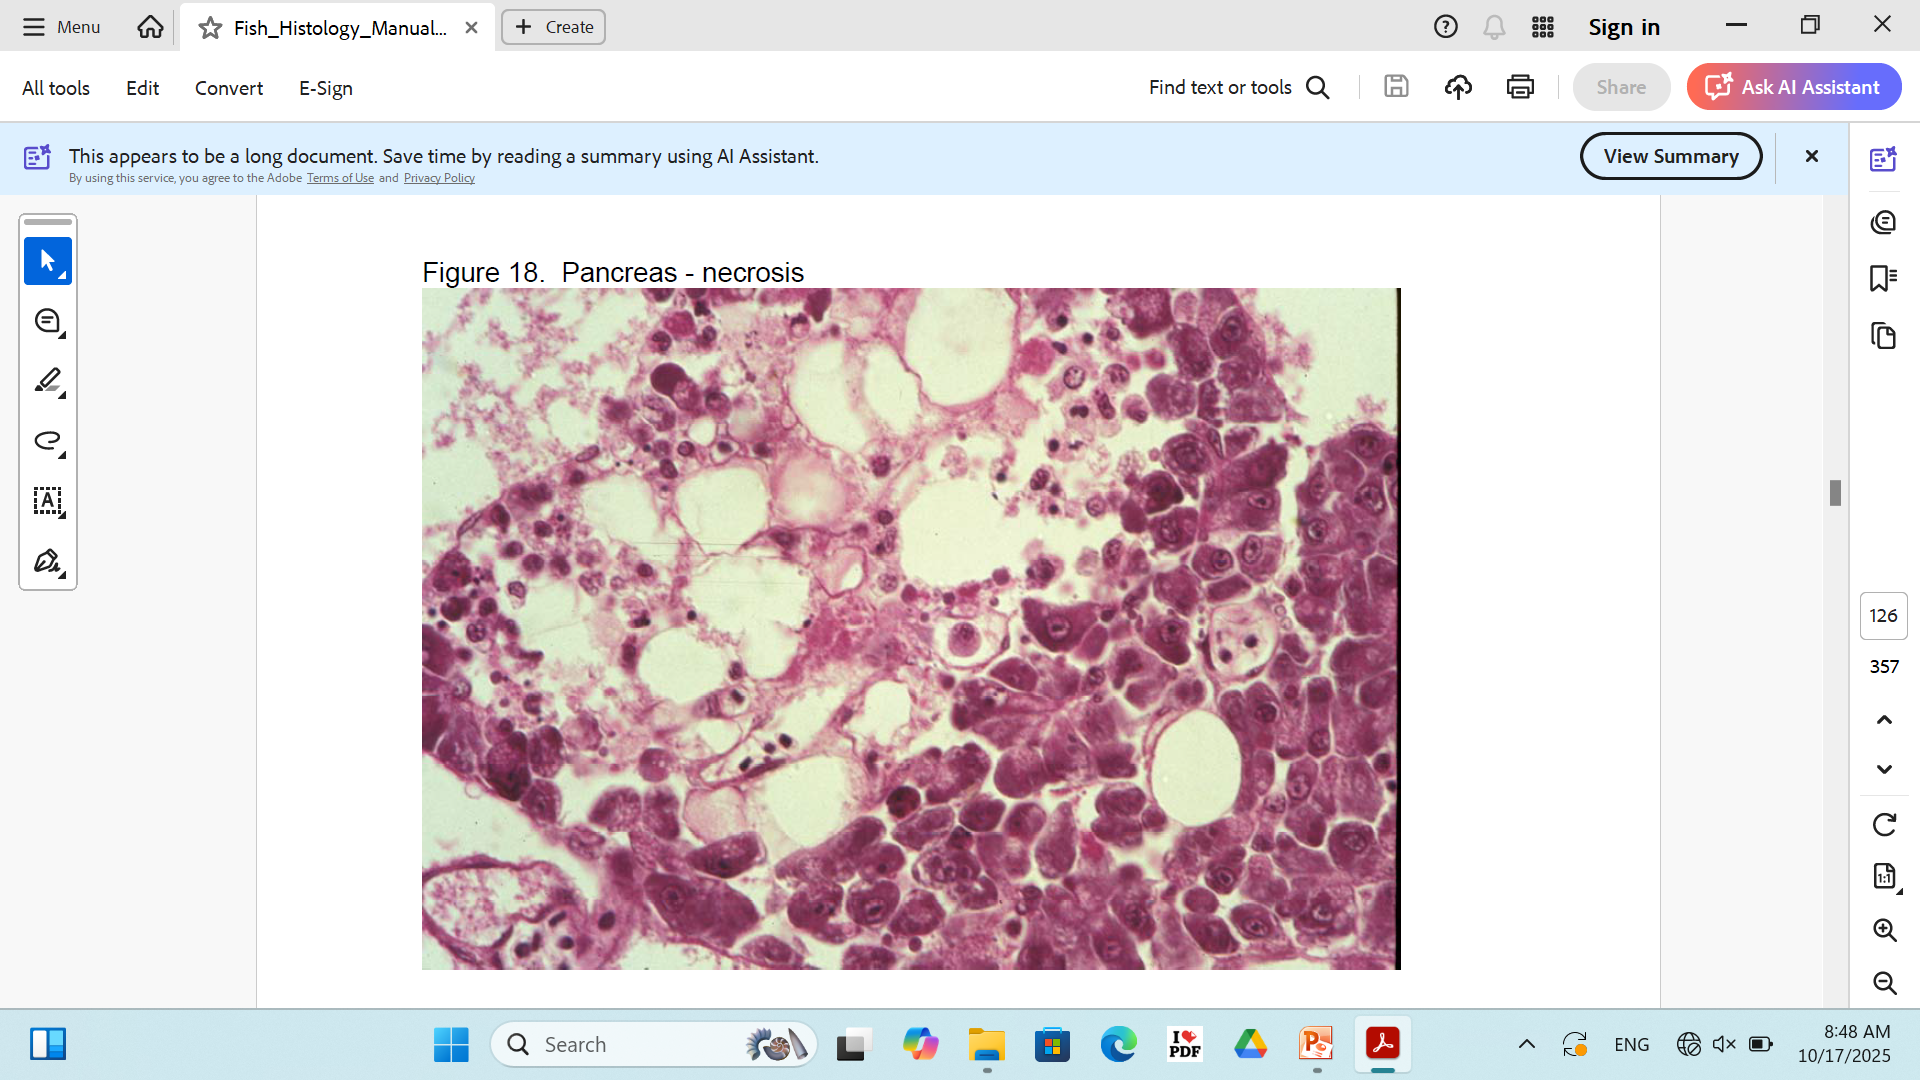 Menu
Fish_Histology_Manual...
Create
Sign in
All tools
Edit
Convert
E-Sign
Find text or tools
Share
Ask AI Assistant
This appears to be a long document. Save time by reading a summary using AI Assistant.
By using this service, you agree to the Adobe Terms of Use and Privacy Policy
View Summary
Figure 18. Pancreas - necrosis
A
126
357
1:1
Search
I PDF
P
ENG
8:48 AM
10/17/2025